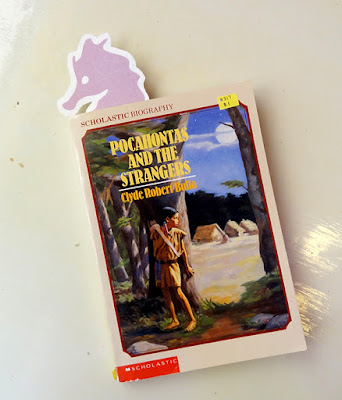 SCHOLASTIC BIOGRAPHY
POCAHONTAS
AND THE
STRANGERS
Clyde Robert Bulla
SCHOLASTIC